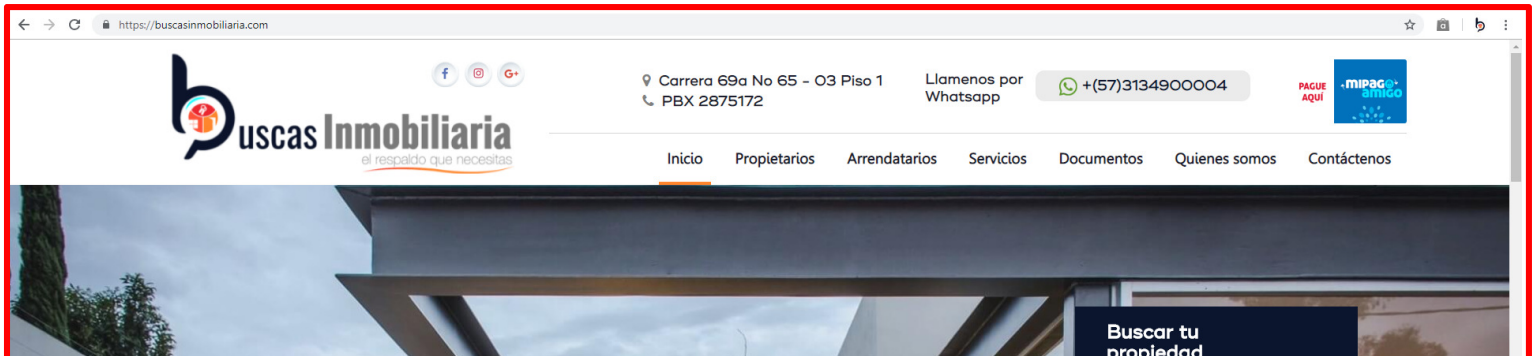 https://buscasinmobiliaria.com
Carrera 69a No 65 - 03 Piso 1
PBX 2875172
Llamenos por
Whatsapp
+(57)3134900004
PAGUE
AQUÍ
MIPAGO
amiGO
buscas Inmobiliaria
el respaldo que necesitas
Inicio Propietarios Arrendatarios Servicios Documentos Quienes somos Contáctenos
Buscar tu
propiedad